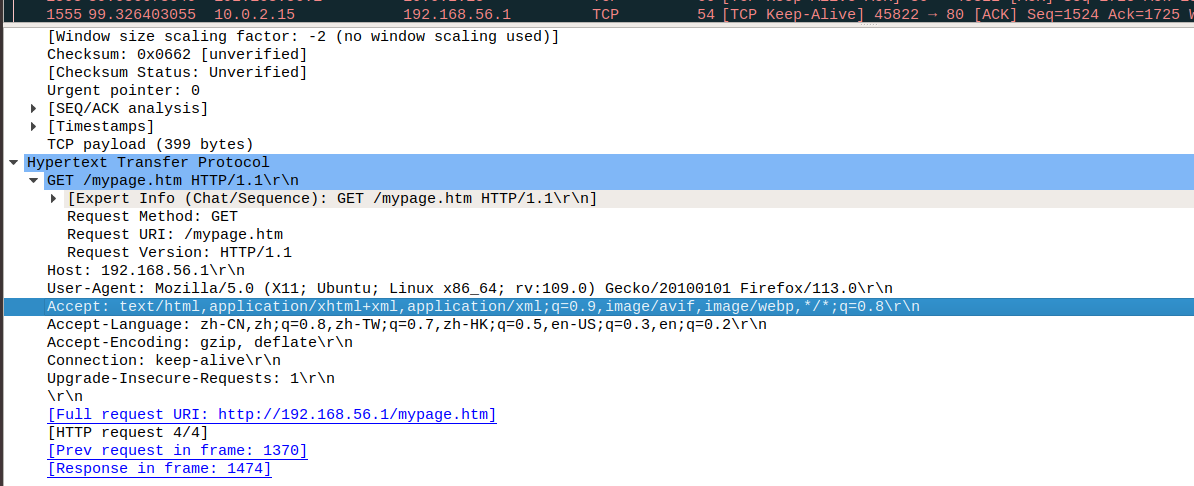 1555 99.326403055 10.0.2.15 192.168.56.1 TCP 54 [TCP Keep-Alive] 45822 → 80 [ACK] Seq=1524 Ack=1725
[Window size scaling factor: -2 (no window scaling used)]
Checksum: 0x0662 [unverified]
[Checksum Status: Unverified]
Urgent pointer: 0
[SEQ/ACK analysis]
[Timestamps]
TCP payload (399 bytes)
Hypertext Transfer Protocol
GET /mypage.htm HTTP/1.1\r\n
[Expert Info (Chat/Sequence): GET /mypage.htm HTTP/1.1\r\n]
Request Method: GET
Request URI: /mypage.htm
Request Version: HTTP/1.1
Host: 192.168.56.1\r\n
User-Agent: Mozilla/5.0 (X11; Ubuntu; Linux x86_64; rv:109.0) Gecko/20100101 Firefox/113.0\r\n
Accept: text/html,application/xhtml+xml,application/xml;q=0.9,image/avif,image/webp,*/*;q=0.8\r\n
Accept-Language: zh-CN,zh;q=0.8,zh-TW;q=0.7,zh-HK;q=0.5,en-US;q=0.3,en;q=0.2\r\n
Accept-Encoding: gzip, deflate\r\n
Connection: keep-alive\r\n
Upgrade-Insecure-Requests: 1\r\n
\r\n
[Full request URI: http://192.168.56.1/mypage.htm]
[HTTP request 4/4]
[Prev request in frame: 1370]
[Response in frame: 1474]